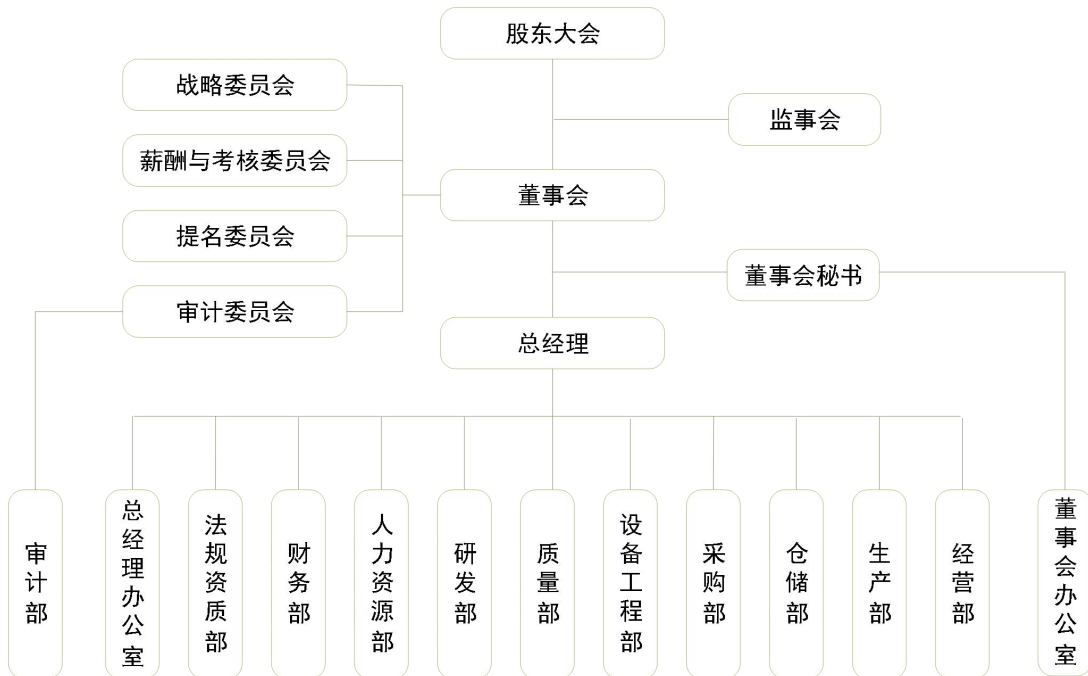 股东大会
战略委员会
监事会
薪酬与考核委员会
董事会
提名委员会
董事会秘书
审计委员会
总经理
审计部
总经理办公室
法规资质部
财务部
人力资源部
研发部
质量部
设备工程部
采购部
仓储部
生产部
经营部
董事会办公室